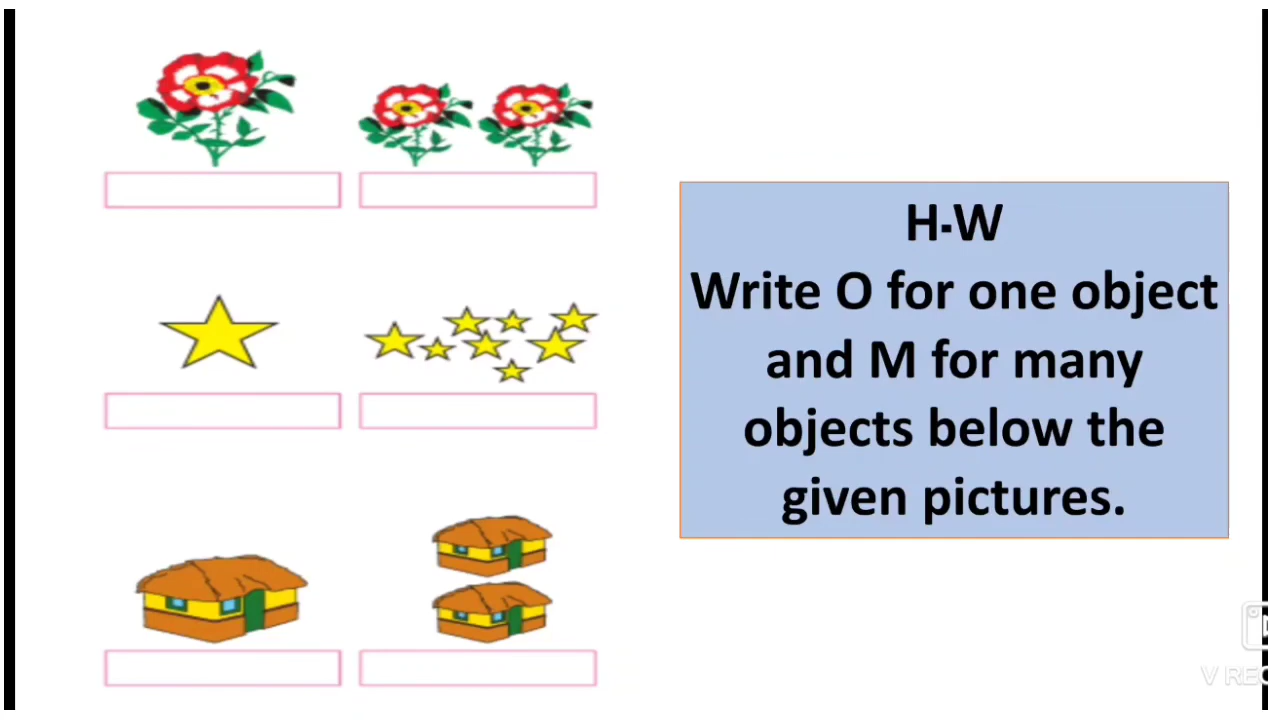 H-W
Write O for one object
and M for many
objects below the
given pictures.